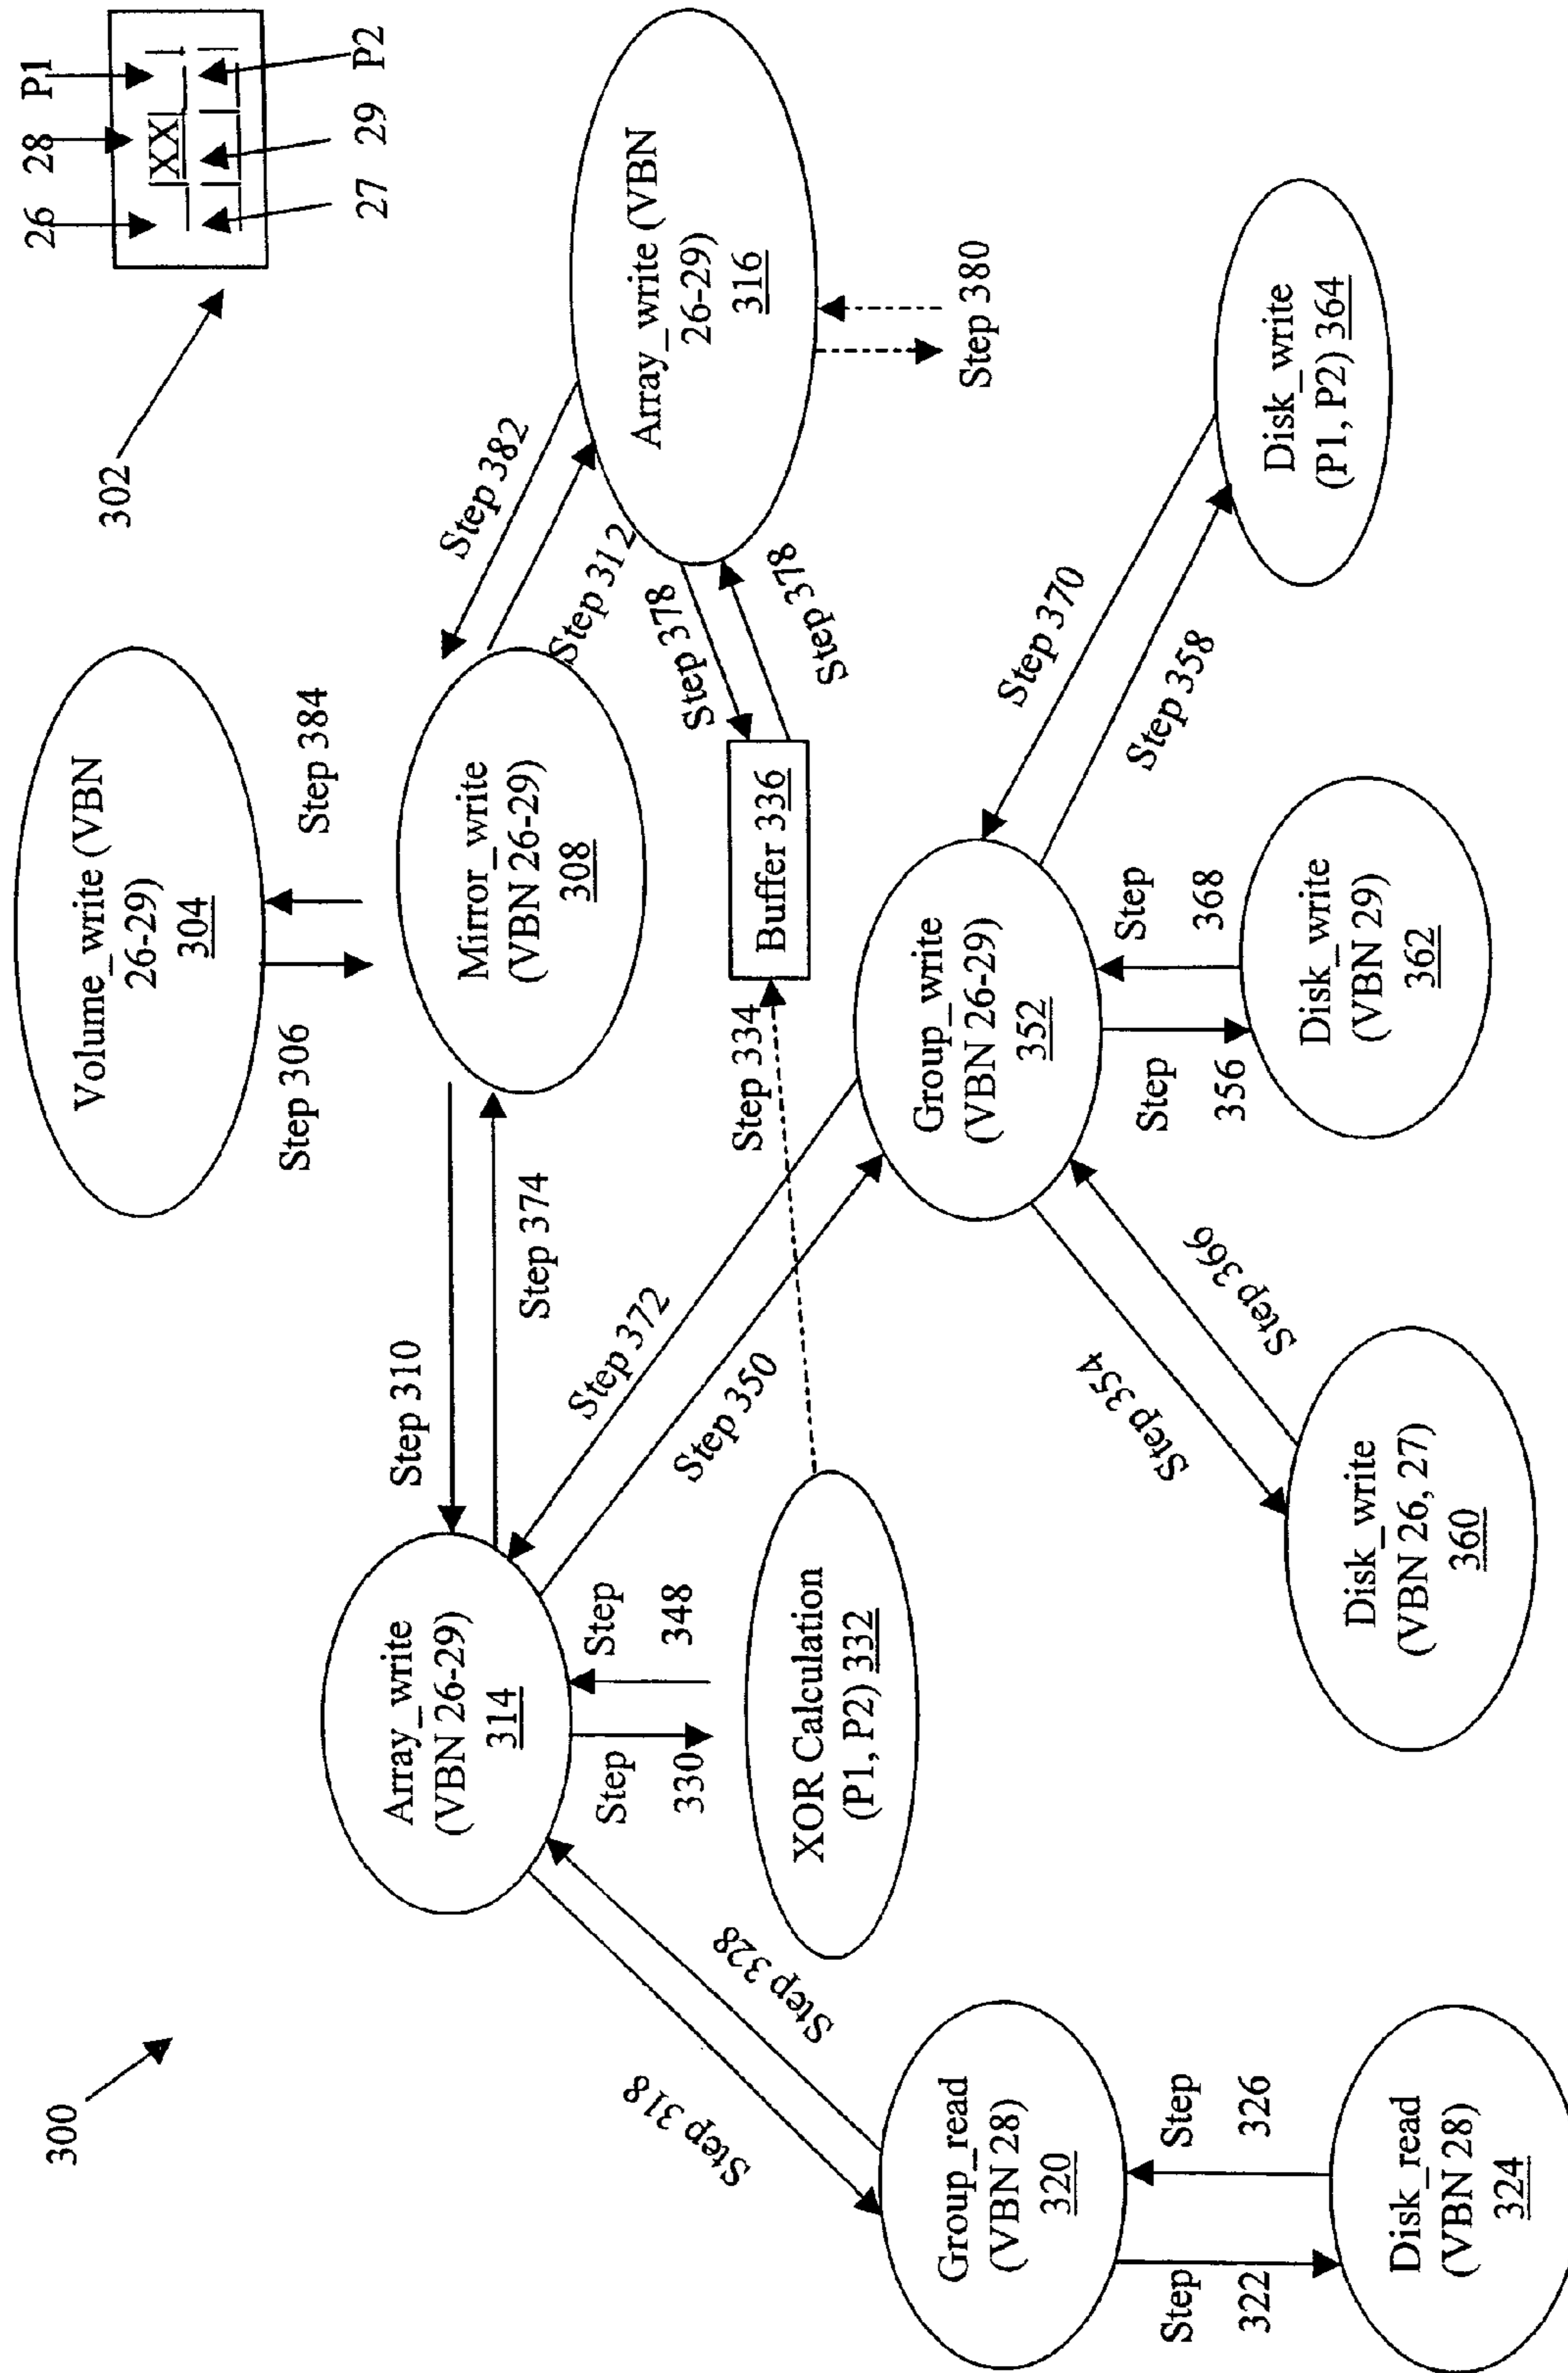 300
302
26 28 P1
XX
27 29 P2
Volume_write (VBN
26-29)
304
Step 306
Step 384
Mirror_write
(VBN 26-29)
308
Step 310
Step 374
Step 382
Step 312
Array_write
(VBN 26-29)
314
Array_write (VBN
26-29)
316
Step 380
Step 378
Step 378
Buffer 336
Step 334
Step
330
Step
348
XOR Calculation
(P1, P2) 332
Step 372
Step 350
Step 318
Step 328
Group_read
(VBN 28)
320
Step
322
Step
326
Disk_read
(VBN 28)
324
Group_write
(VBN 26-29)
352
Step 354
Step 366
Step
356
Step
368
Step 370
Step 358
Disk_write
(VBN 26, 27)
360
Disk_write
(VBN 29)
362
Disk_write
(P1, P2) 364